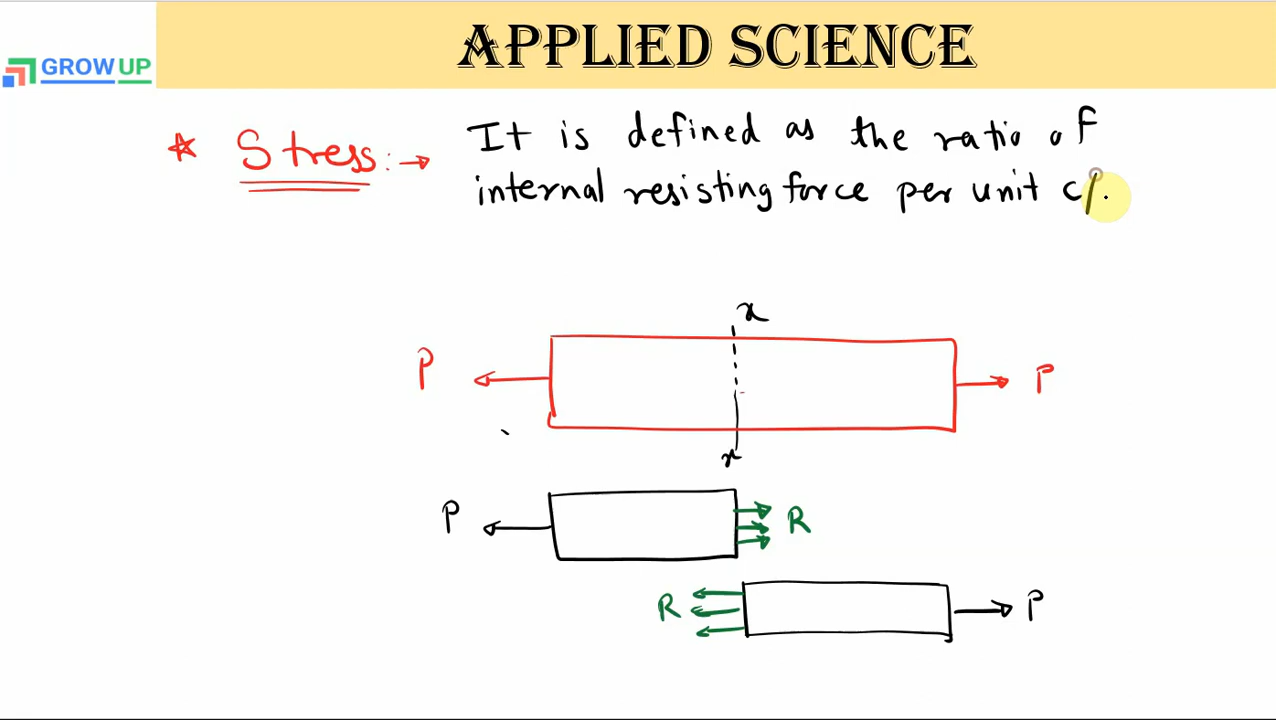 GROW UP
APPLIED SCIENCE
* Stress:→ It is defined as the ratio of
internal resisting force per unit c/
x
P P
x
P R
R P